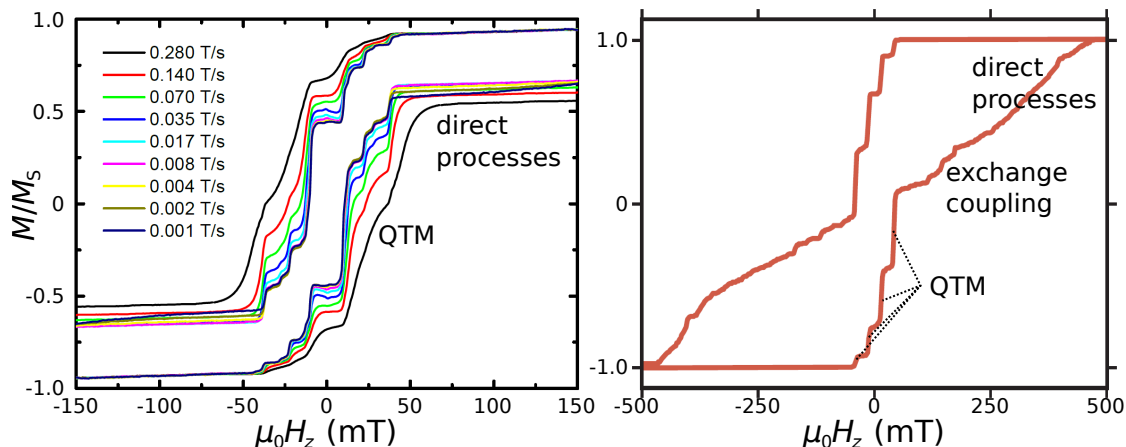 1.0
0.5
0
-0.5
-1.0
M/MS
0.280 T/s
0.140 T/s
0.070 T/s
0.035 T/s
0.017 T/s
0.008 T/s
0.004 T/s
0.002 T/s
0.001 T/s
direct
processes
QTM
-150 -100 -50 0 50 100 150
μ0Hz (mT)
1.0
0
-1.0
direct
processes
exchange
coupling
QTM
-500 -250 0 250 500
μ0Hz (mT)